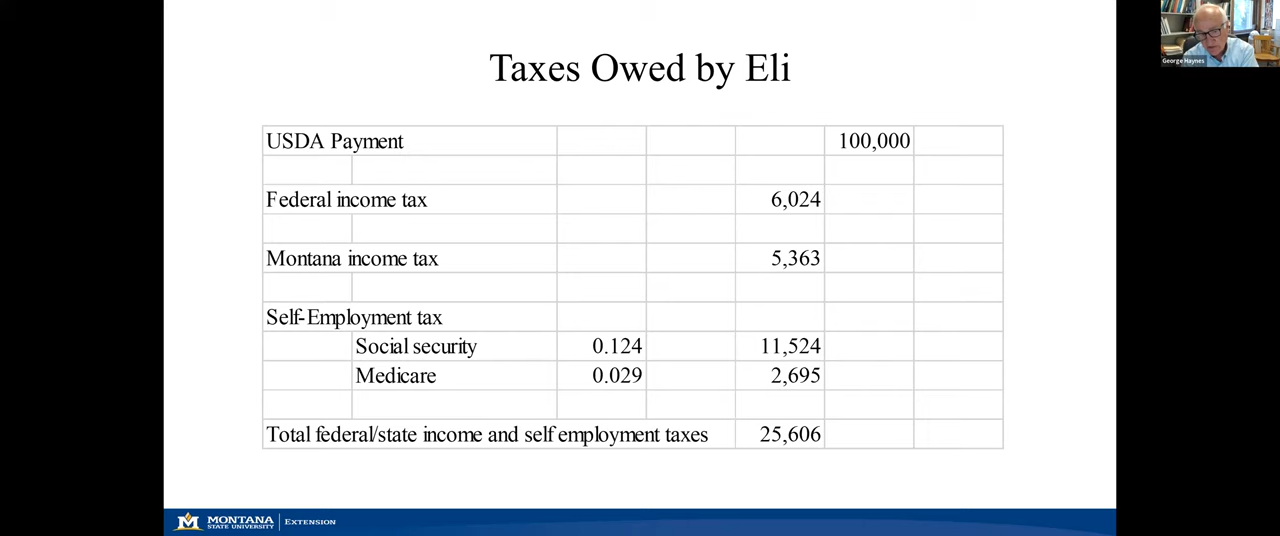 George Haynes
Taxes Owed by Eli
USDA Payment 100,000
Federal income tax 6,024
Montana income tax 5,363
Self-Employment tax
Social security 0.124 11,524
Medicare 0.029 2,695
Total federal/state income and self employment taxes 25,606
M MONTANA STATE UNIVERSITY EXTENSION